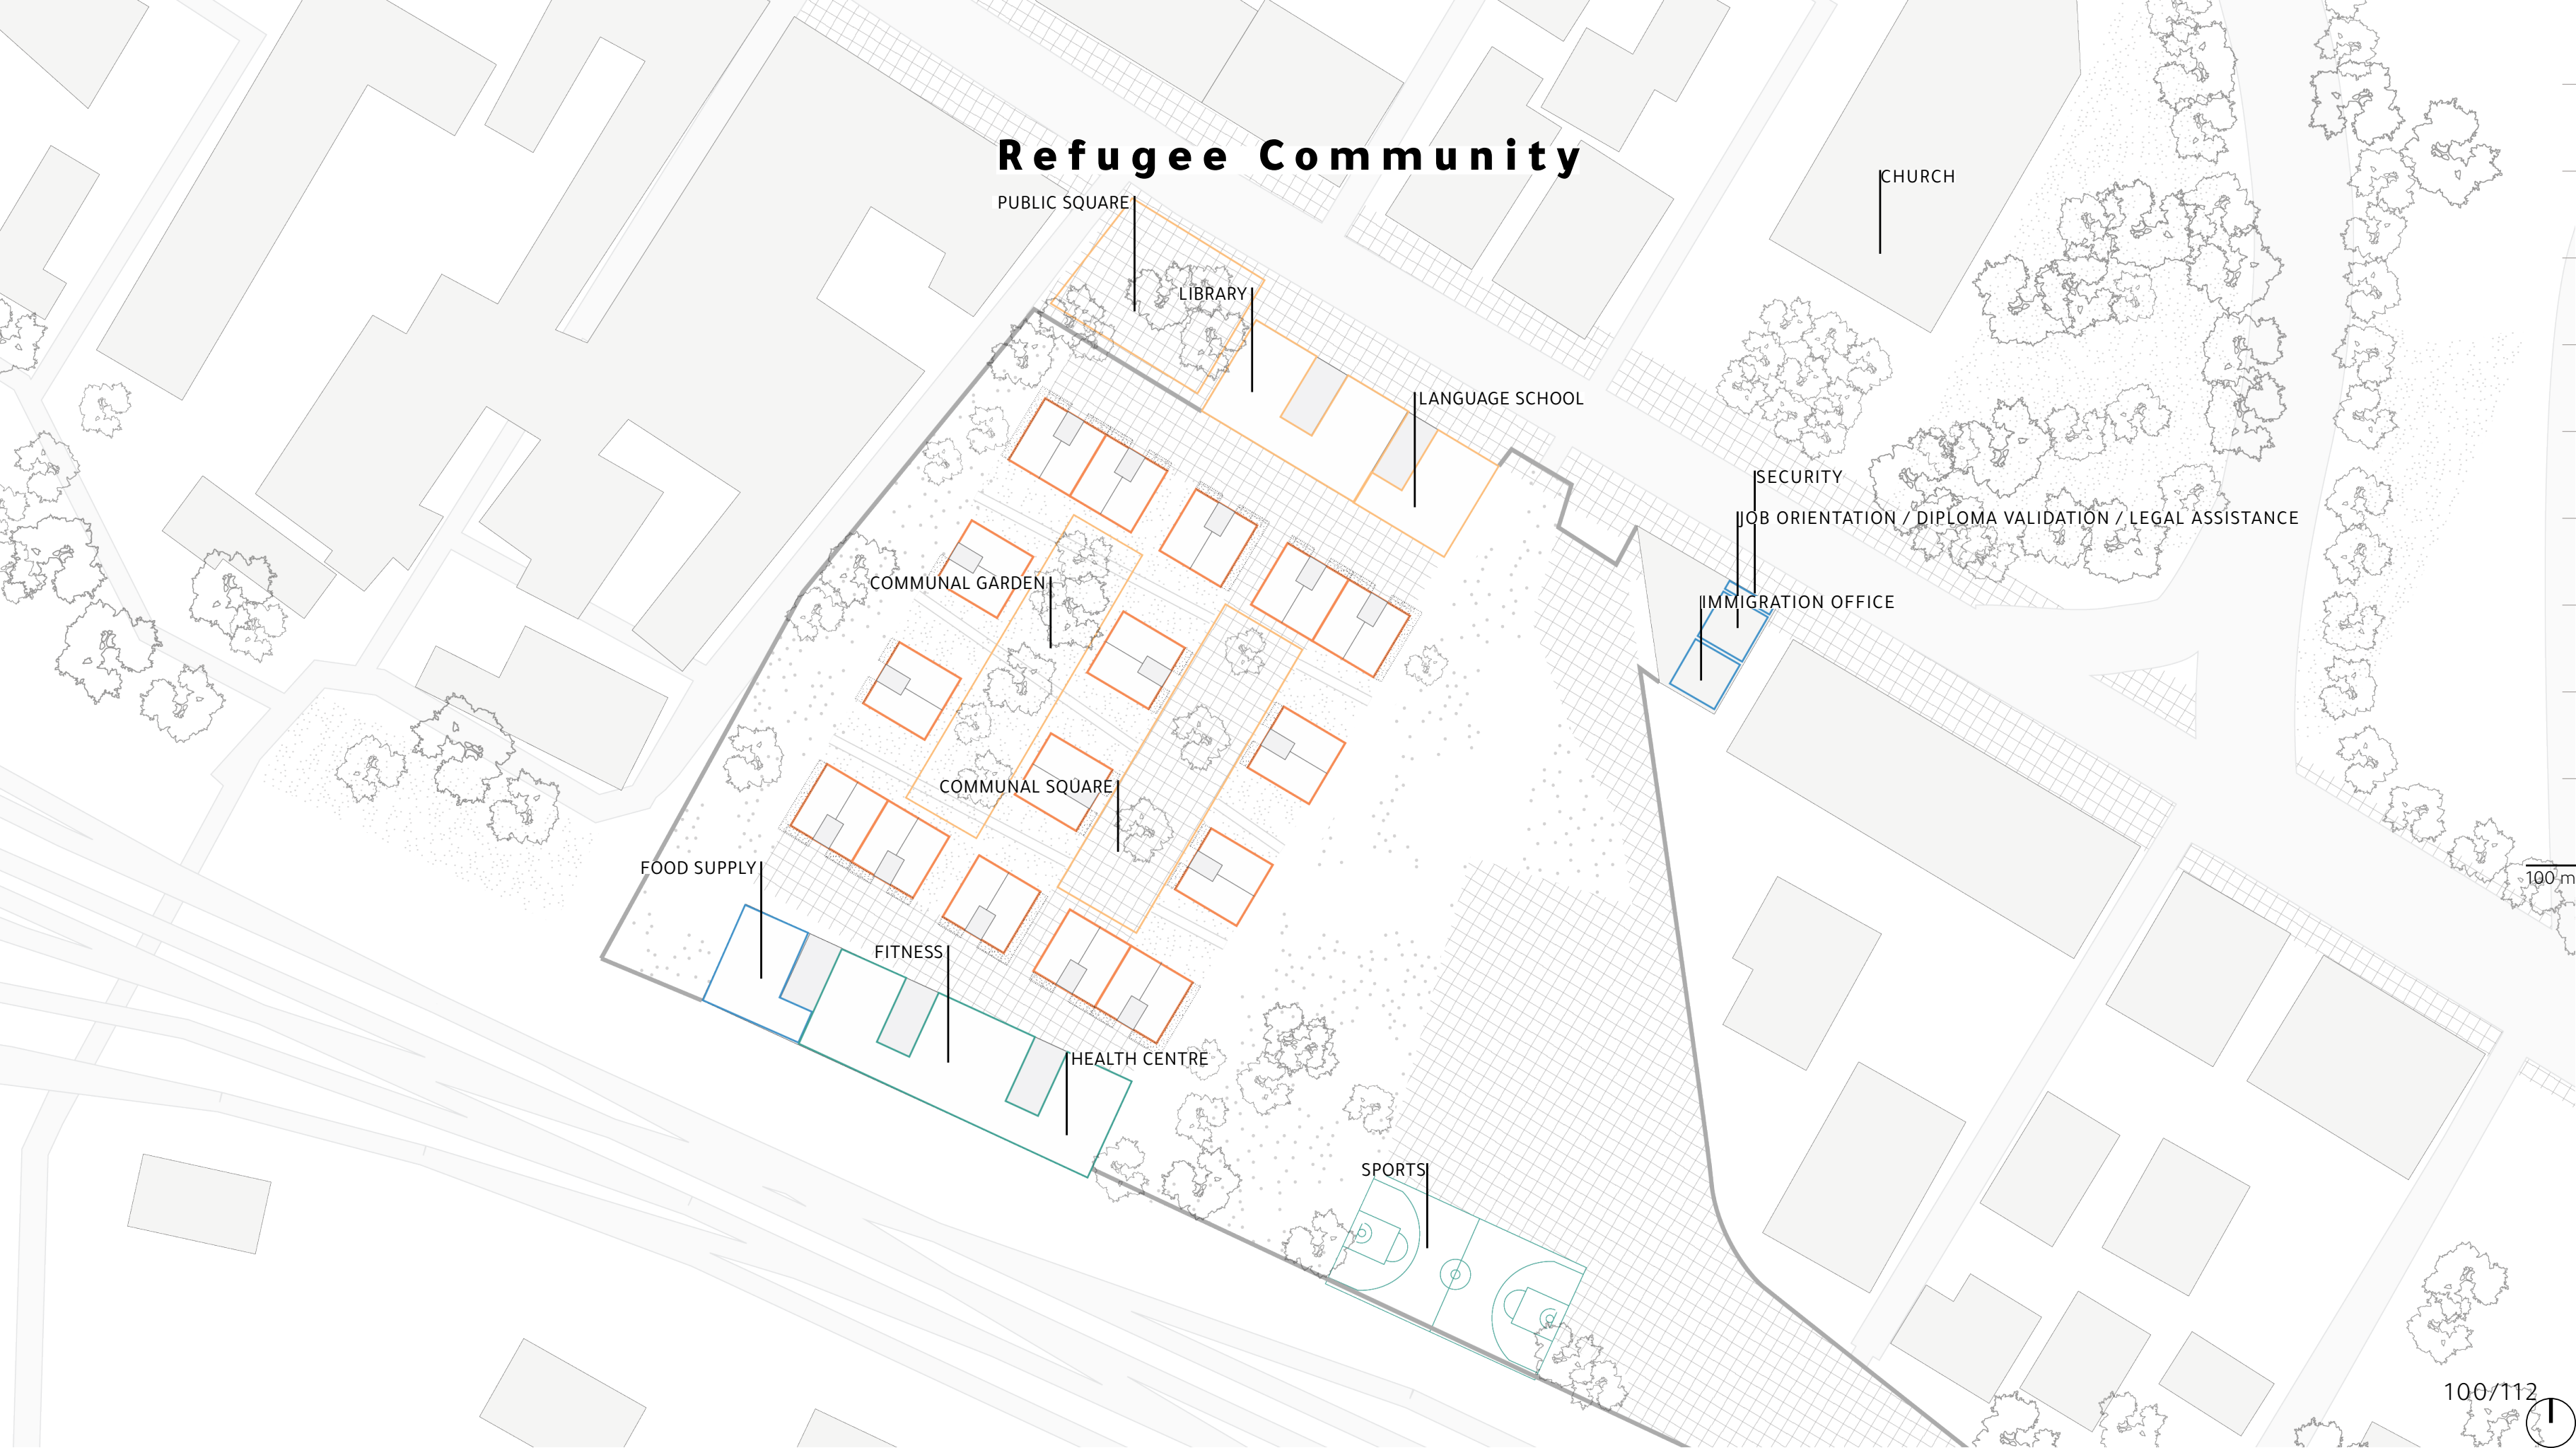 Refugee Community
CHURCH
PUBLIC SQUARE
LIBRARY
LANGUAGE SCHOOL
SECURITY
JOB ORIENTATION / DIPLOMA VALIDATION / LEGAL ASSISTANCE
COMMUNAL GARDEN
IMMIGRATION OFFICE
COMMUNAL SQUARE
FOOD SUPPLY
100 m
FITNESS
HEALTH CENTRE
SPORTS
100/112